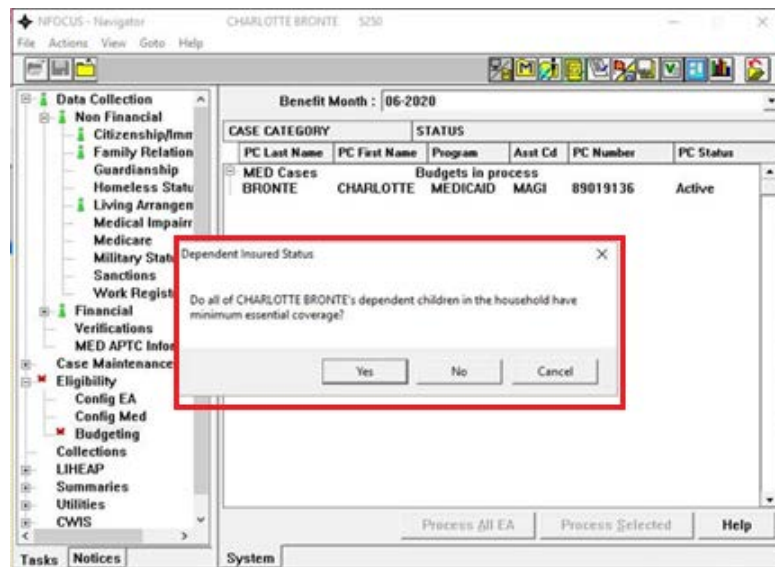 NFOCUS - Navigator CHARLOTTE BRONTE 5250
File Actions View Goto Help
Data Collection
Non Financial
Citizenship/Imm
Family Relation
Guardianship
Homeless Statu
Living Arrangen
Medical Impairr
Medicare
Military Stat
Sanctions
Work Regist
Financial
Verifications
MED APTC Infor
Case Maintenance
Eligibility
Config EA
Config Med
Budgeting
Collections
LIHEAP
Summaries
Utilities
CWIS
Tasks Notices
Benefit Month : 06-2020
CASE CATEGORY STATUS
PC Last Name PC First Name Program Asst Cd PC Number PC Status
MED Cases Budgets in process
BRONTE CHARLOTTE MEDICAID MAGI 89019136 Active
Dependent Insured Status
Do all of CHARLOTTE BRONTE's dependent children in the household have
minimum essential coverage?
Yes No Cancel
Process All EA Process Selected Help
System